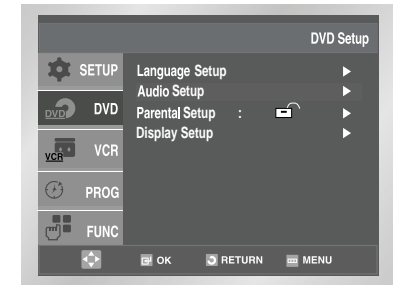 DVD Setup
SETUP
Language Setup
Audio Setup
DVD DVD
Parental Setup :
Display Setup
VCR VCR
PROG
FUNC
OK RETURN MENU